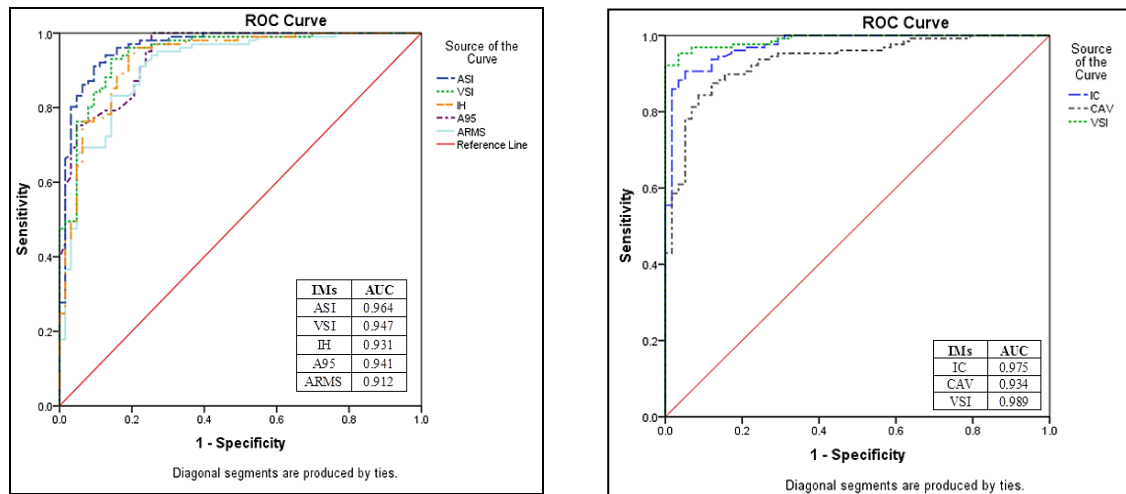 ROC Curve
Source of the
Curve
ASI
VSI
IH
A95
ARMS
Reference Line
1.0
0.8
0.6
0.4
0.2
0.0
Sensitivity
IMs AUC
ASI 0.964
VSI 0.947
IH 0.931
A95 0.941
ARMS 0.912
0.0 0.2 0.4 0.6 0.8 1.0
1 - Specificity
Diagonal segments are produced by ties.
ROC Curve
Source
of the
Curve
IC
CAV
VSI
1.0
0.8
0.6
0.4
0.2
0.0
Sensitivity
IMs AUC
IC 0.975
CAV 0.934
VSI 0.989
0.0 0.2 0.4 0.6 0.8 1.0
1 - Specificity
Diagonal segments are produced by ties.